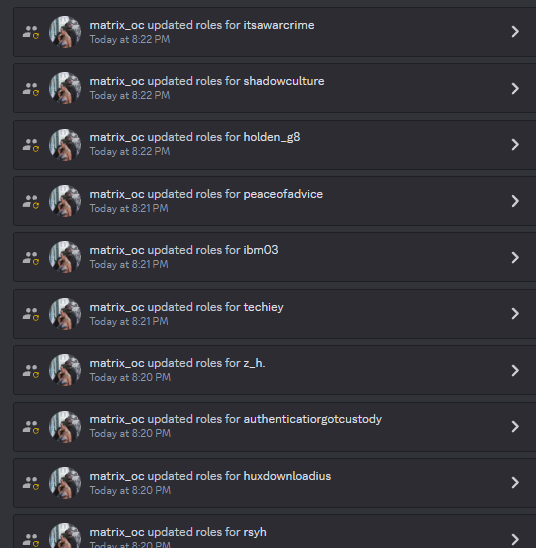 matrix_oc updated roles for itsawarcrime
Today at 8:22 PM
matrix_oc updated roles for shadowculture
Today at 8:22 PM
matrix_oc updated roles for holden_g8
Today at 8:22 PM
matrix_oc updated roles for peaceofadvice
Today at 8:21 PM
matrix_oc updated roles for ibm03
Today at 8:21 PM
matrix_oc updated roles for techiey
Today at 8:21 PM
matrix_oc updated roles for z_h.
Today at 8:20 PM
matrix_oc updated roles for authenticatiorgotcustody
Today at 8:20 PM
matrix_oc updated roles for huxdownloadius
Today at 8:20 PM
matrix_oc updated roles for rsyh
Today at 8:20 PM